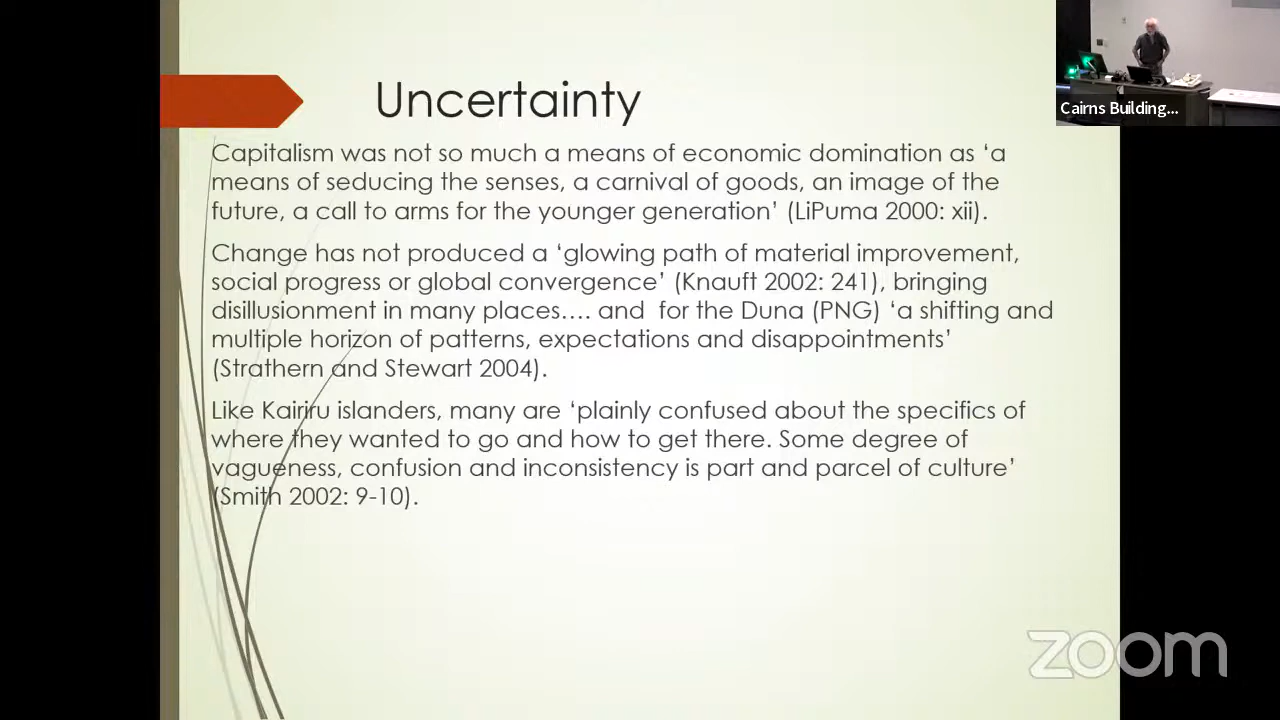 Uncertainty
Capitalism was not so much a means of economic domination as ‘a
means of seducing the senses, a carnival of goods, an image of the
future, a call to arms for the younger generation’ (LiPuma 2000: xii).
Change has not produced a ‘glowing path of material improvement,
social progress or global convergence’ (Knauft 2002: 241), bringing
disillusionment in many places…. and  for the Duna (PNG) ‘a shifting and
multiple horizon of patterns, expectations and disappointments’
(Strathern and Stewart 2004).
Like Kairiru islanders, many are ‘plainly confused about the specifics of
where they wanted to go and how to get there. Some degree of
vagueness, confusion and inconsistency is part and parcel of culture’
(Smith 2002: 9-10).
Cairns Building...
zoom